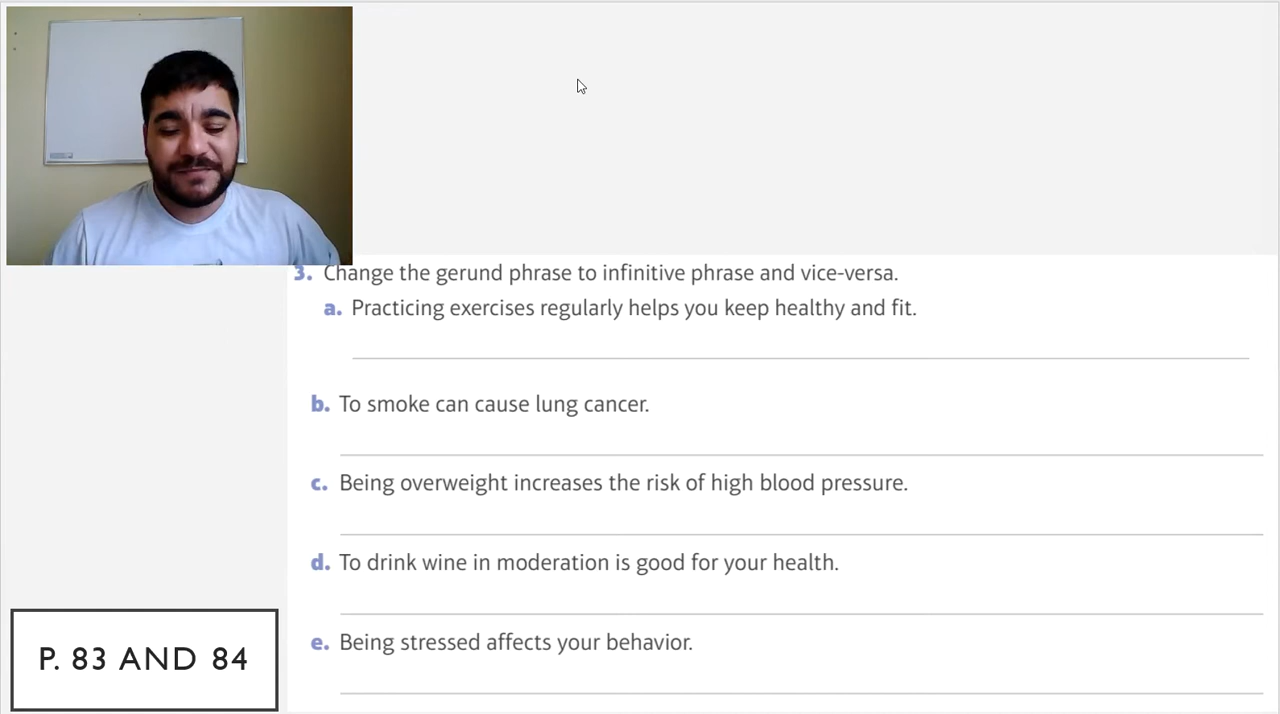 3. Change the gerund phrase to infinitive phrase and vice-versa.
a. Practicing exercises regularly helps you keep healthy and fit.
b. To smoke can cause lung cancer.
c. Being overweight increases the risk of high blood pressure.
d. To drink wine in moderation is good for your health.
e. Being stressed affects your behavior.
P. 83 AND 84